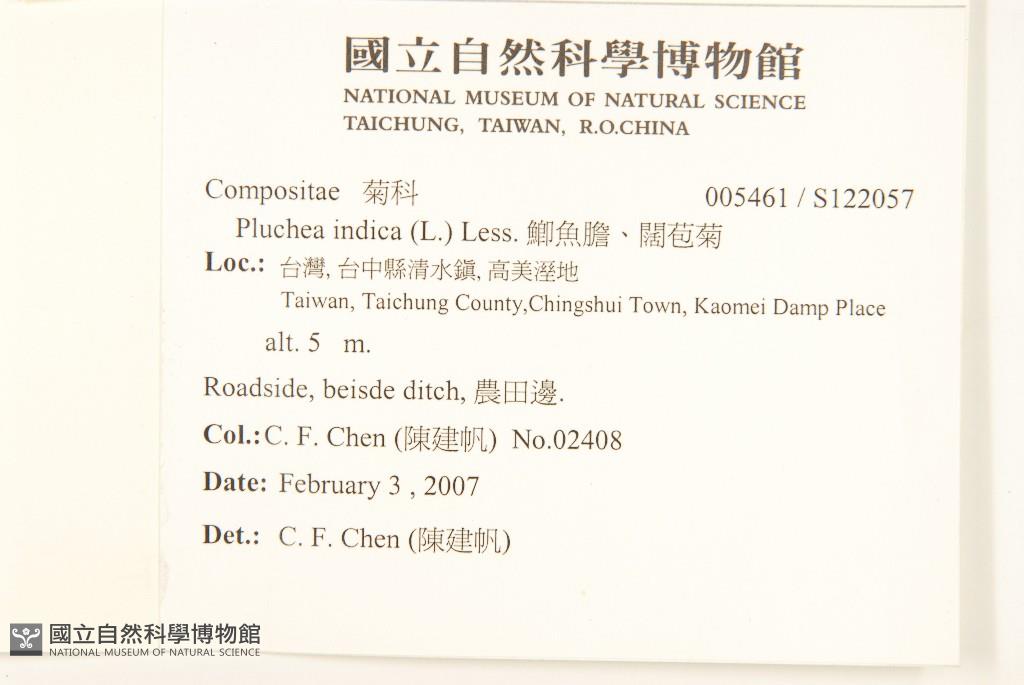 國立自然科學博物館
NATIONAL MUSEUM OF NATURAL SCIENCE
TAICHUNG, TAIWAN, R.O.CHINA
Compositae 菊科 005461 / S122057
Pluchea indica (L.) Less. 鯽魚膽、闊苞菊
Loc.: 台灣, 台中縣清水鎮, 高美溼地
Taiwan, Taichung County,Chingshui Town, Kaomei Damp Place
alt. 5 m.
Roadside, beisde ditch, 農田邊.
Col.:C. F. Chen (陳建帆) No.02408
Date: February 3 , 2007
Det.: C. F. Chen (陳建帆)
國立自然科學博物館
NATIONAL MUSEUM OF NATURAL SCIENCE